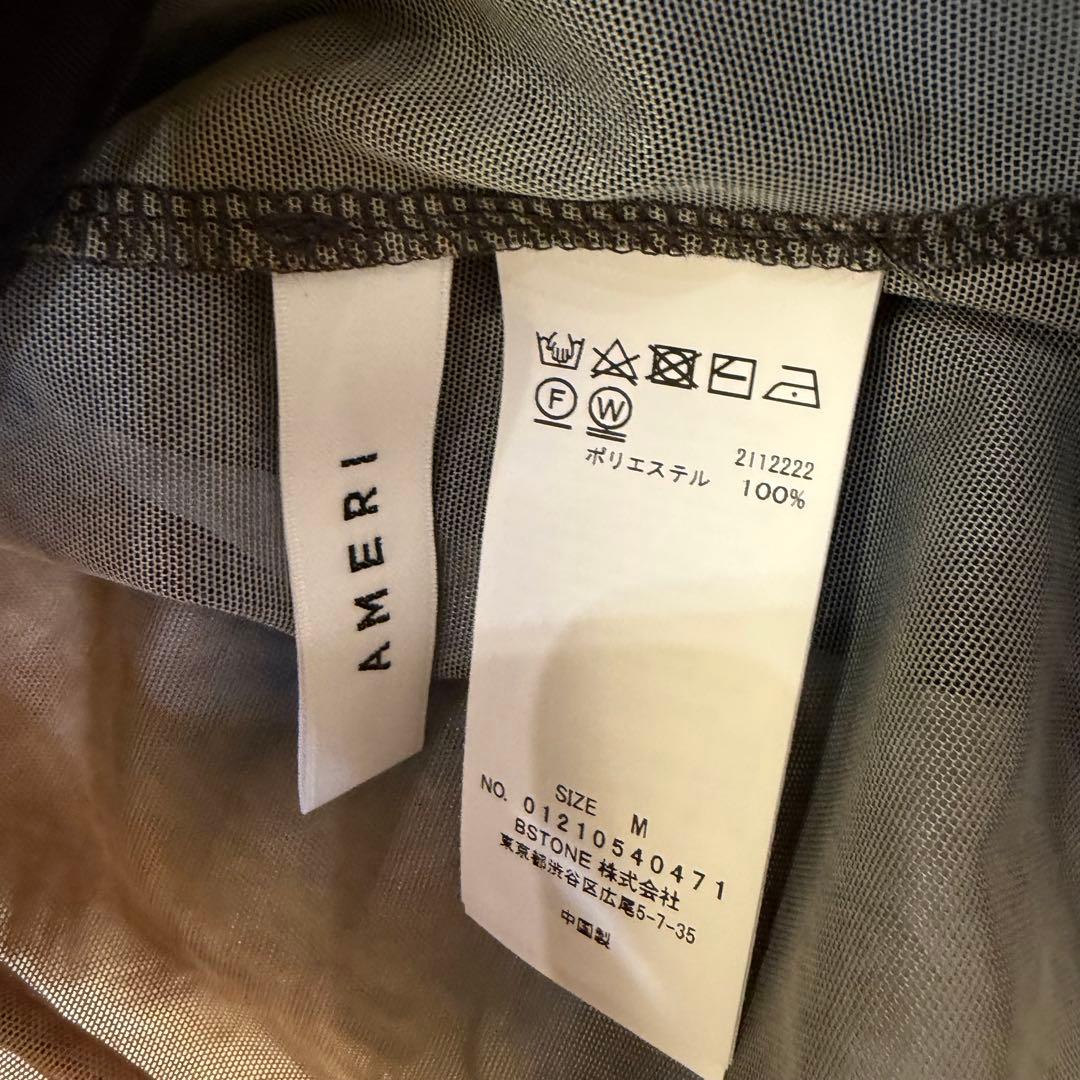 AMERI
F W
2112222
ポリエステル 100%
SIZE M
NO. 01210540471
BSTONE 株式会社
東京都渋谷区広尾5-7-35
中国製